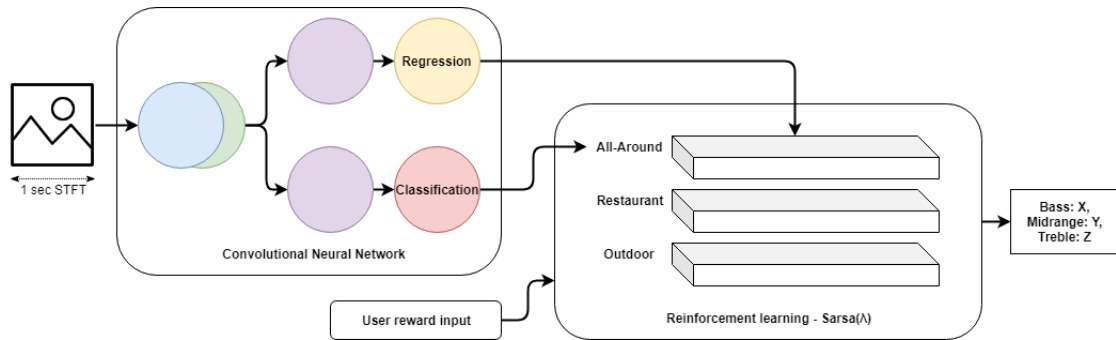 1 sec STFT
Regression
Classification
Convolutional Neural Network
User reward input
All-Around
Restaurant
Outdoor
Reinforcement learning - Sarsa(Λ)
Bass: X,
Midrange: Y,
Treble: Z